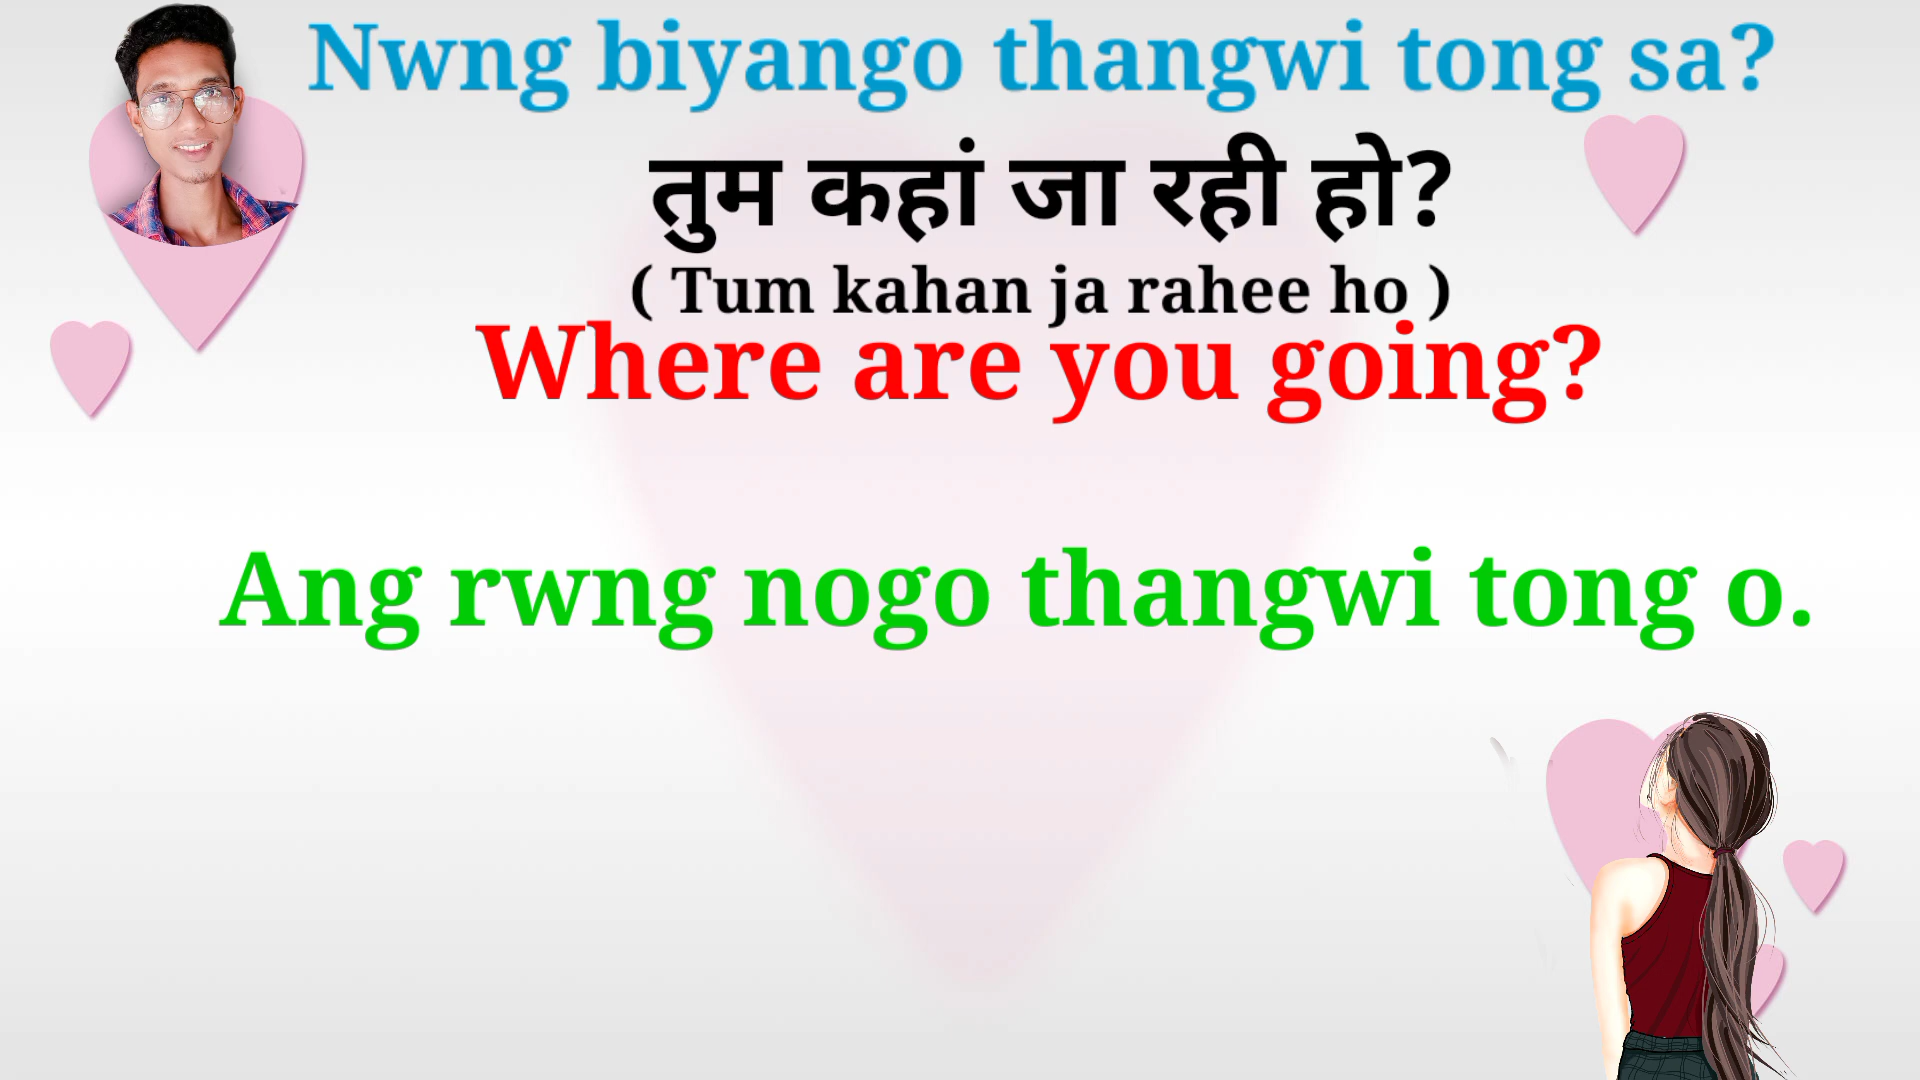 Nwng biyango thangwi tong sa?
तुम कहां जा रही हो?
( Tum kahan ja rahee ho )
Where are you going?
Ang rwng nogo thangwi tong o.